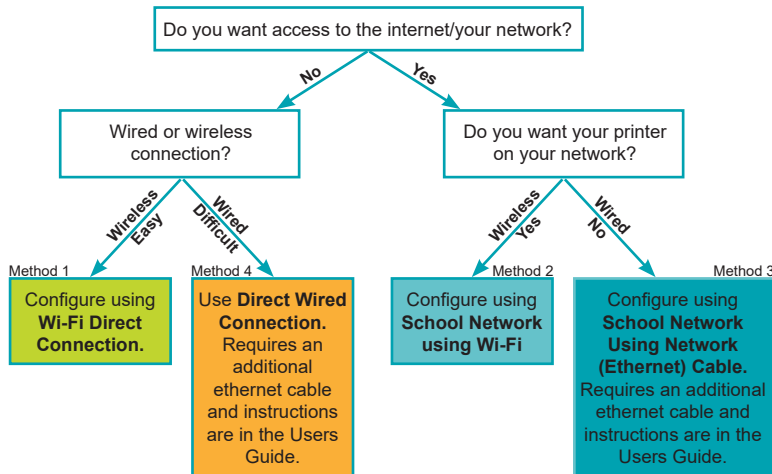 Do you want access to the internet/your network?
No
Yes
Wired or wireless
connection?
Do you want your printer
on your network?
Wireless
Easy
Wired
Difficult
Wireless
Yes
Wired
No
Method 1
Configure using
Wi-Fi Direct
Connection.
Method 4
Use Direct Wired
Connection.
Requires an
additional
ethernet cable
and instructions
are in the Users
Guide.
Method 2
Configure using
School Network
using Wi-Fi
Method 3
Configure using
School Network
Using Network
(Ethernet) Cable.
Requires an additional
ethernet cable and
instructions are in the
Users Guide.